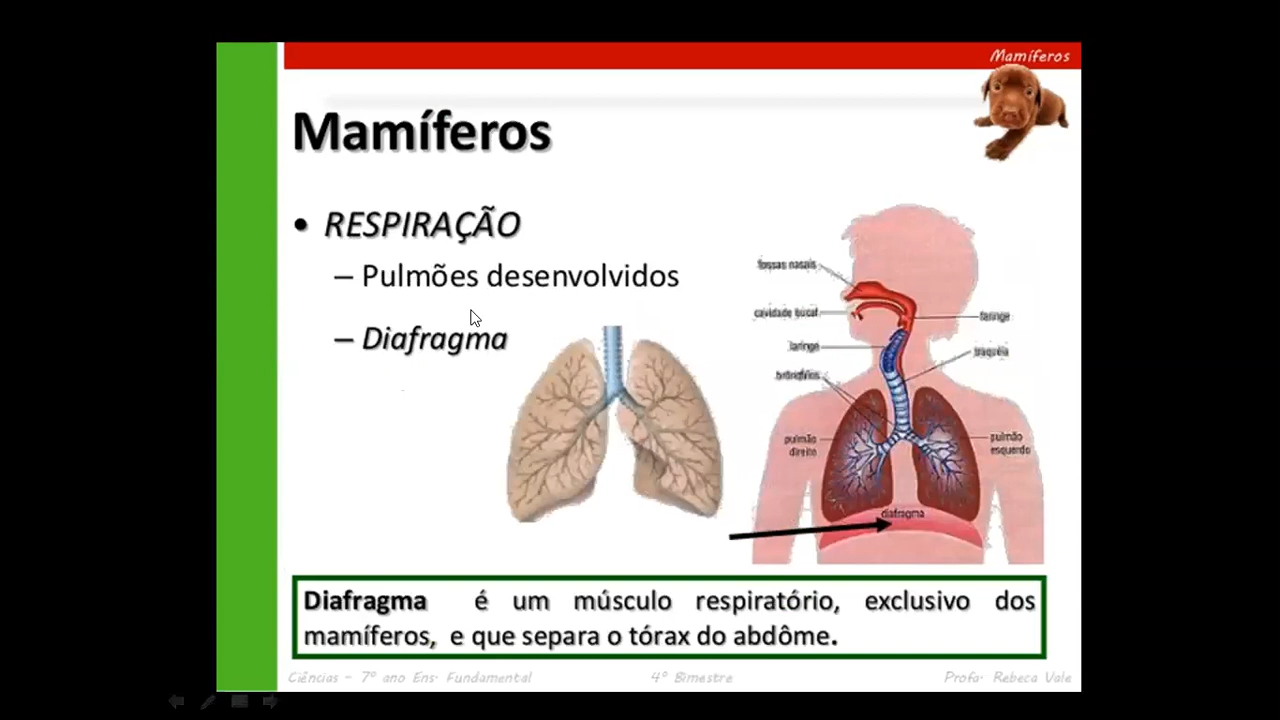 Mamíferos
Mamíferos
• RESPIRAÇÃO
– Pulmões desenvolvidos
– Diafragma
fossas nasais
cavidade bucal
faringe
laringe
traquéia
brônquios
pulmão
direito
pulmão
esquerdo
diafragma
Diafragma é um músculo respiratório, exclusivo dos
mamíferos, e que separa o tórax do abdôme.
Ciências – 7º ano Ens. Fundamental 4º Bimestre Profa. Rebeca Vale